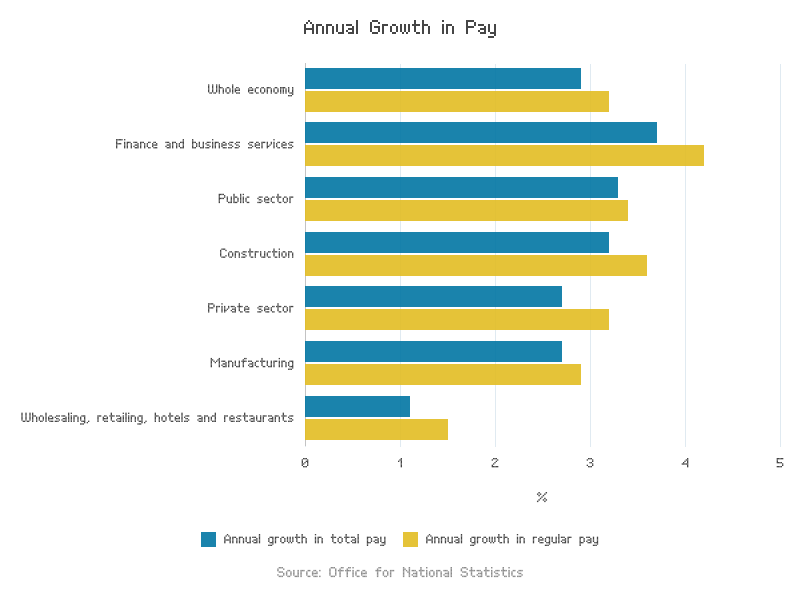 Annual Growth in Pay
Whole economy
Finance and business services
Public sector
Construction
Private sector
Manufacturing
Wholesaling, retailing, hotels and restaurants
0 1 2 3 4 5
%
Annual growth in total pay Annual growth in regular pay
Source: Office for National Statistics